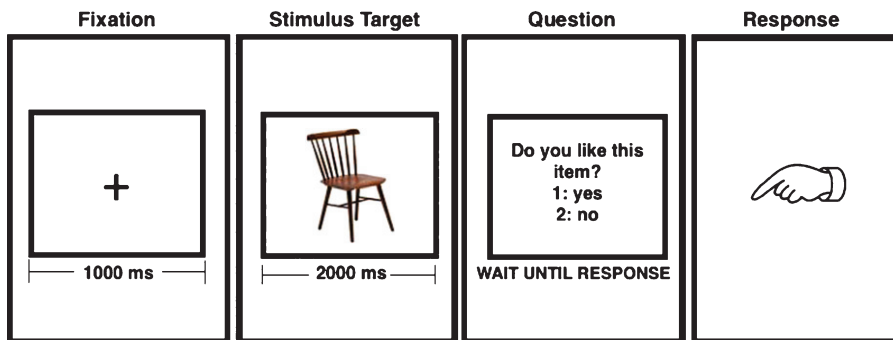 Fixation
Stimulus Target
Question
Response
+
Do you like this
item?
1: yes
2: no
1000 ms
2000 ms
WAIT UNTIL RESPONSE